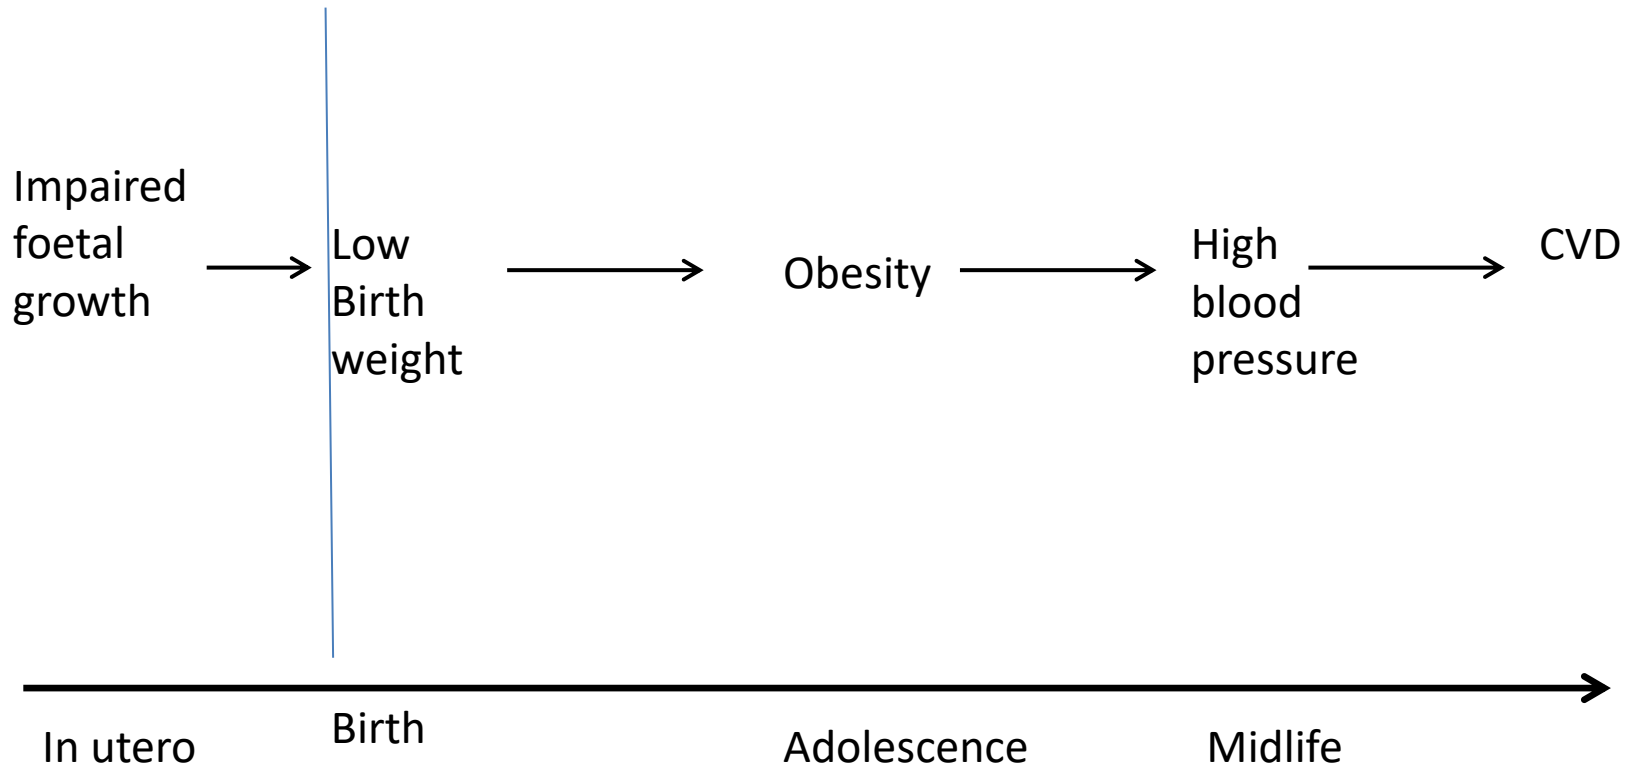 Impaired
foetal
growth
Low
Birth
weight
Obesity
High
blood
pressure
CVD
In utero
Birth
Adolescence
Midlife